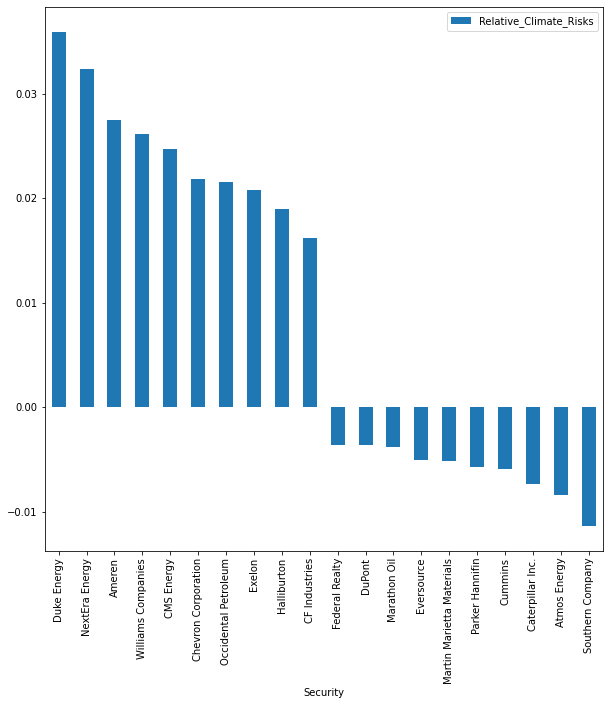 Relative_Climate_Risks
0.03
0.02
0.01
0.00
−0.01
Duke Energy
NextEra Energy
Ameren
Williams Companies
CMS Energy
Chevron Corporation
Occidental Petroleum
Exelon
Halliburton
CF Industries
Federal Realty
DuPont
Marathon Oil
Eversource
Martin Marietta Materials
Parker Hannifin
Cummins
Caterpillar Inc.
Atmos Energy
Southern Company
Security